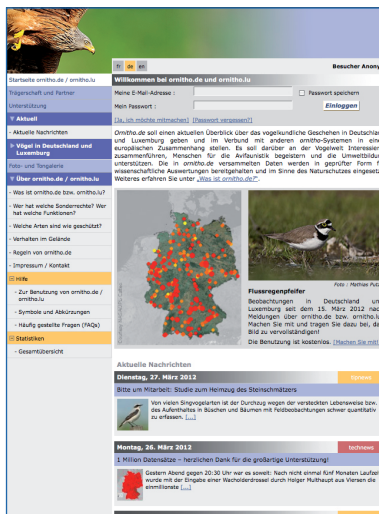 fr de en
Besucher Anony
Startseite ornitho.de / ornitho.lu
Trägerschaft und Partner
Unterstützung
Aktuell
- Aktuelle Nachrichten
Vögel in Deutschland und
Luxemburg
Foto- und Tongalerie
Über ornitho.de / ornitho.lu
- Was ist ornitho.de bzw. ornitho.lu?
- Wer hat welche Sonderrechte? Wer
hat welche Funktionen?
- Welche Arten sind wie geschützt?
- Verhalten im Gelände
- Regeln von ornitho.de
- Impressum / Kontakt
Hilfe
- Zur Benutzung von ornitho.de /
ornitho.lu
- Symbole und Abkürzungen
- Häufig gestellte Fragen (FAQs)
Statistiken
- Gesamtübersicht
Willkommen bei ornitho.de und ornitho.lu
Meine E-Mail-Adresse : Passwort speichern
Mein Passwort : Einloggen
[Ja, ich möchte mitmachen] [Passwort vergessen?]
Ornitho.de soll einen aktuellen Überblick über das vogelkundliche Geschehen in Deutschla
und Luxemburg geben und im Verbund mit anderen ornitho-Systemen in ein
europäischen Zusammenhang stellen. Es soll darüber an der Vogelwelt Interessier
zusammenführen, Menschen für die Avifaunistik begeistern und die Umweltbildu
unterstützen. Die in ornitho.de versammelten Daten werden in geprüfter Form f
wissenschaftliche Auswertungen bereitgehalten und im Sinne des Naturschutzes eingesetz
Weiteres erfahren Sie unter „Was ist ornitho.de?“.
Foto : Mathias Put
Flussregenpfeifer
Beobachtungen in Deutschland un
Luxemburg seit dem 15. März 2012 nac
Meldungen über ornitho.de bzw. ornitho.lu
Machen Sie mit und tragen Sie dazu bei, da
Bild zu vervollständigen!
Die Benutzung ist kostenlos. [Machen Sie mit!
Aktuelle Nachrichten
Dienstag, 27. März 2012 bignews
Bitte um Mitarbeit: Studie zum Heimzug des Steinschmätzers
Von vielen Singvogelarten ist der Durchzug wegen der versteckten Lebensweise bzw.
des Aufenthaltes in Büschen und Bäumen mit Feldbeobachtungen schwer quantitativ
zu erfassen. [...]
Montag, 26. März 2012 technews
1 Million Datensätze – herzlichen Dank für die großartige Unterstützung!
Gestern Abend gegen 20:30 Uhr war es soweit: Nach nicht einmal fünf Monaten Laufzei
wurde mit der Eingabe einer Wacholderdrossel durch Holger Multhaupt aus Viersen die
einmillionste [...]